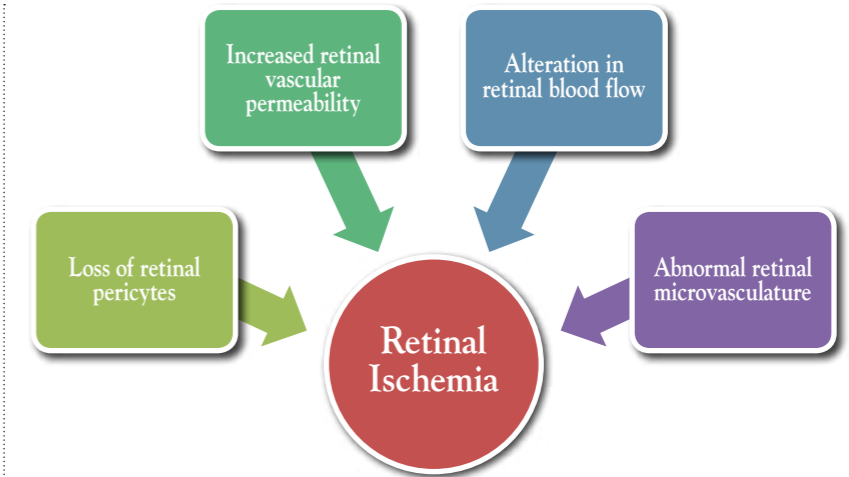 Increased retinal
vascular
permeability
Alteration in
retinal blood flow
Loss of retinal
pericytes
Abnormal retinal
microvasculature
Retinal
Ischemia